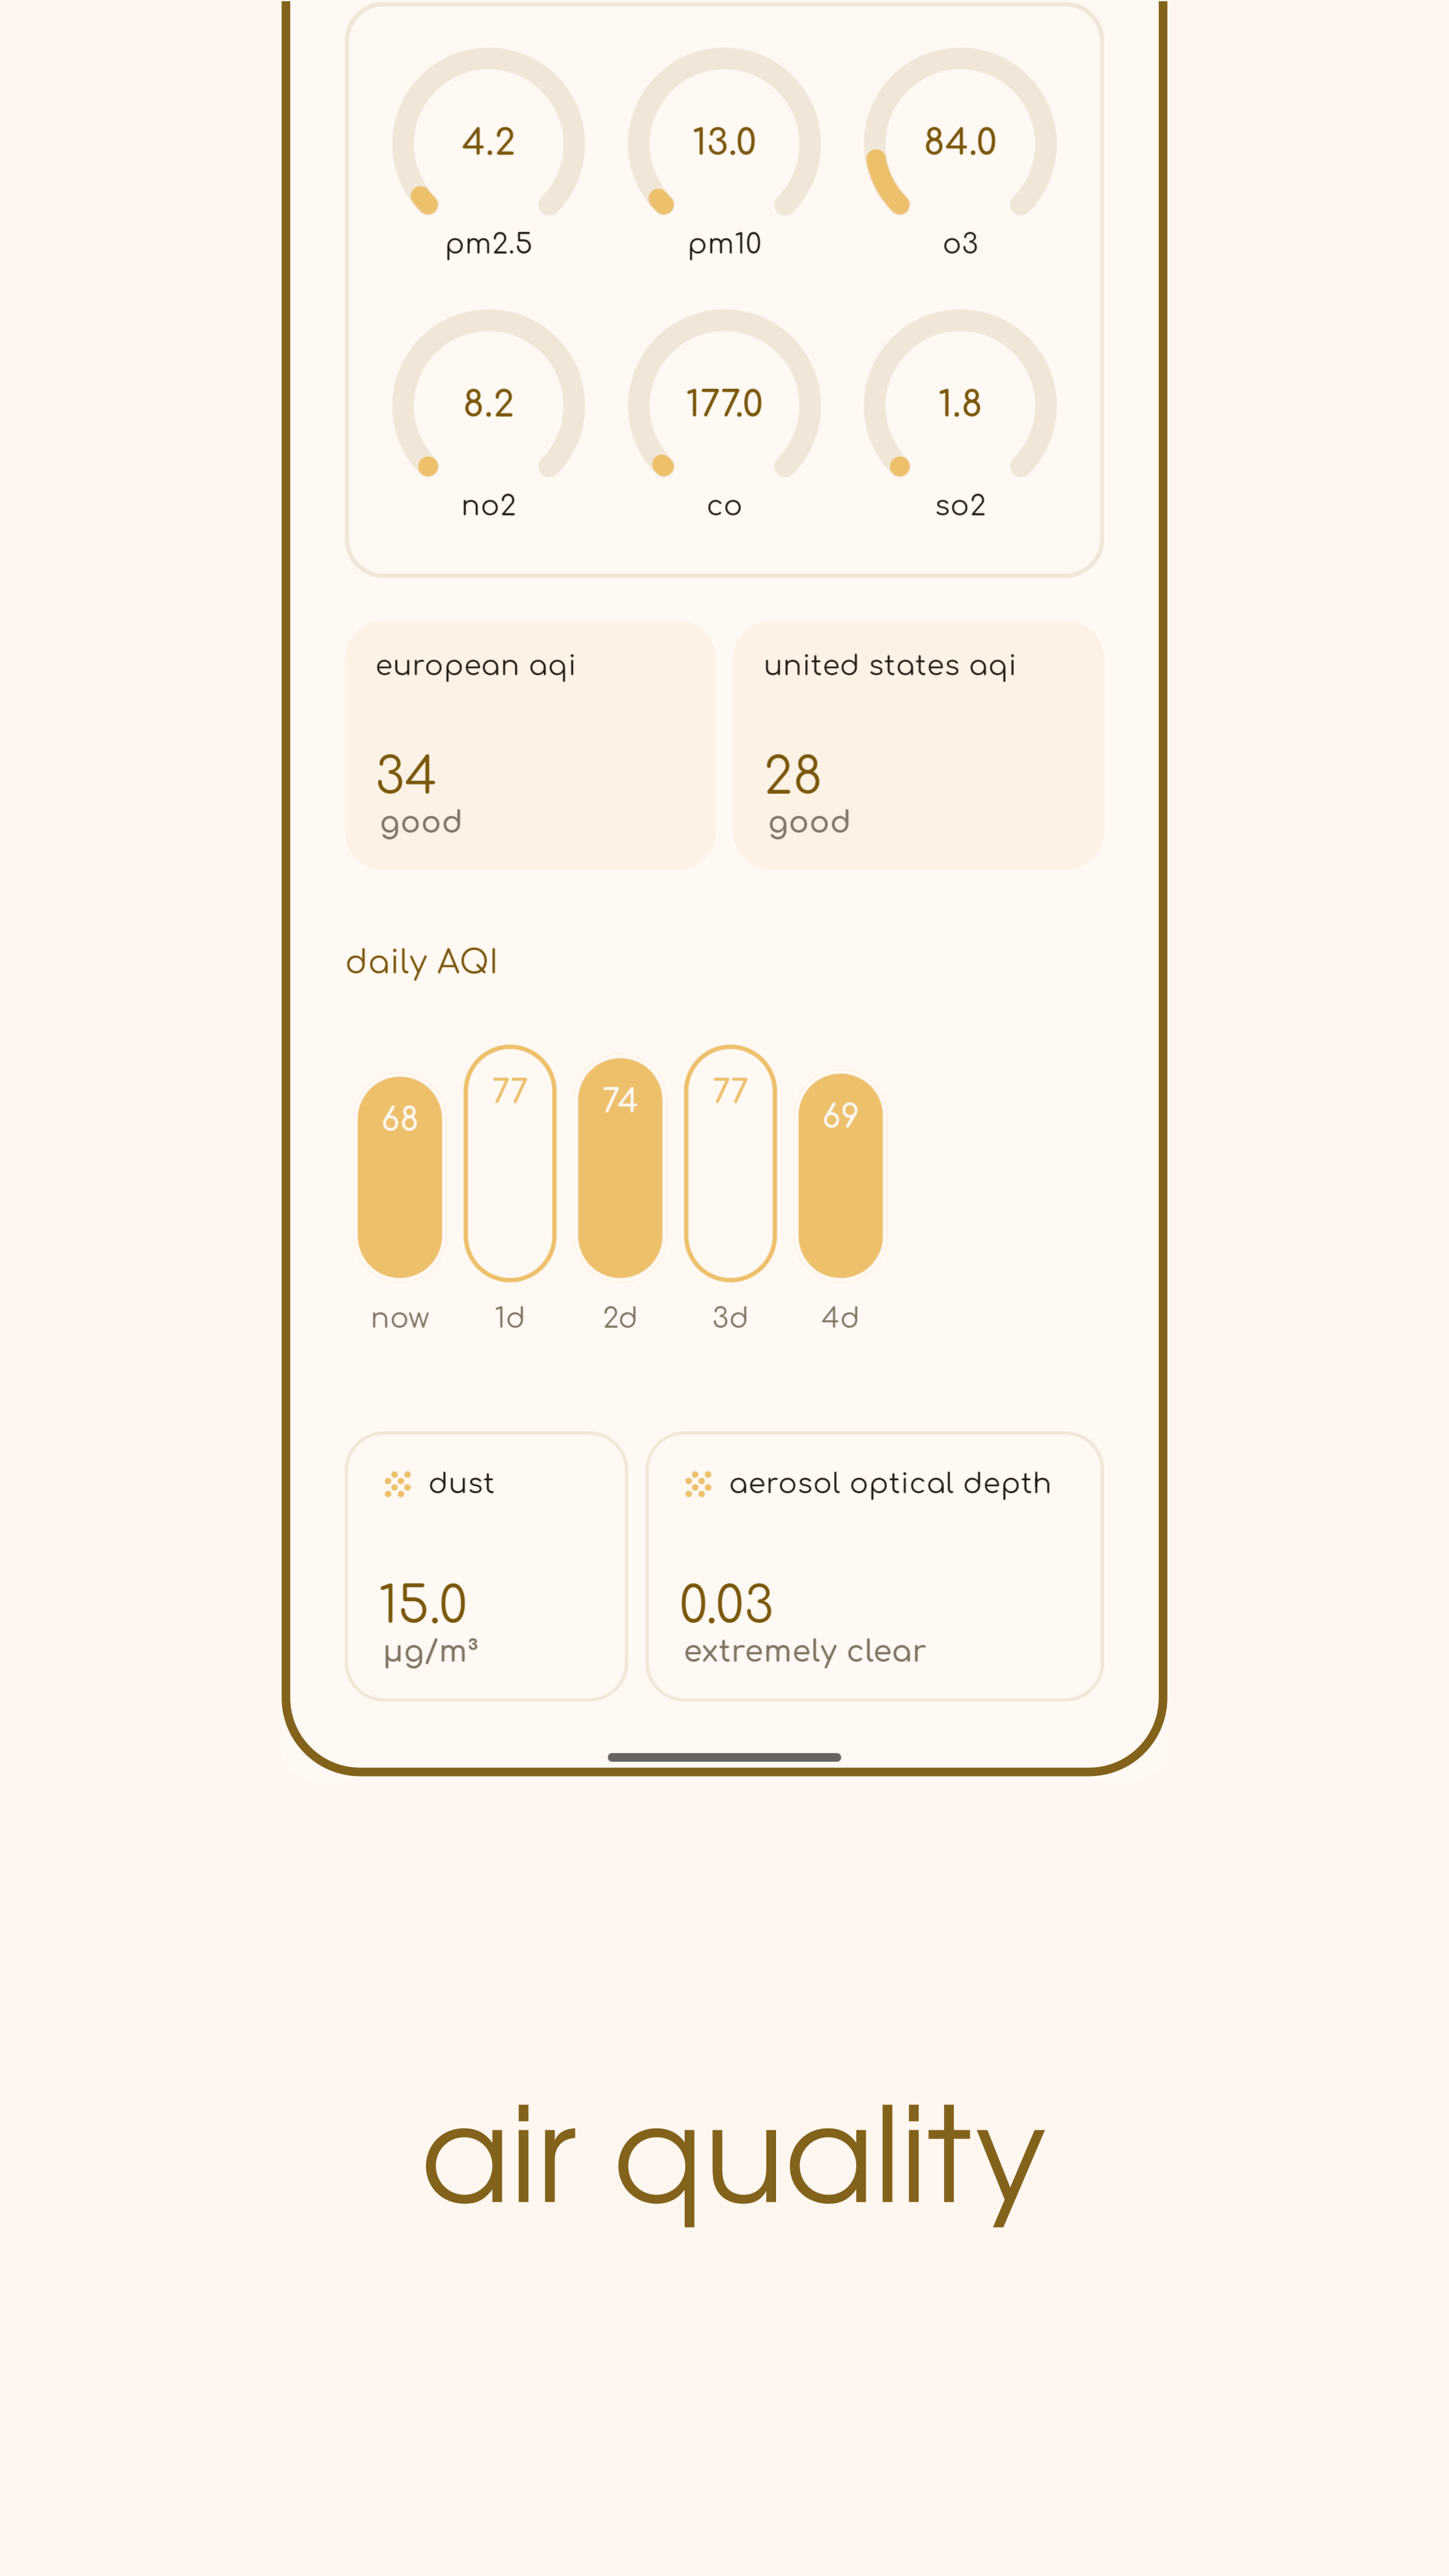 4.2 13.0 84.0
pm2.5 pm10 o3
8.2 177.0 1.8
no2 co so2
european aqi
34
good
united states aqi
28
good
daily AQI
68 77 74 77 69
now 1d 2d 3d 4d
dust
15.0
µg/m³
aerosol optical depth
0.03
extremely clear
air quality